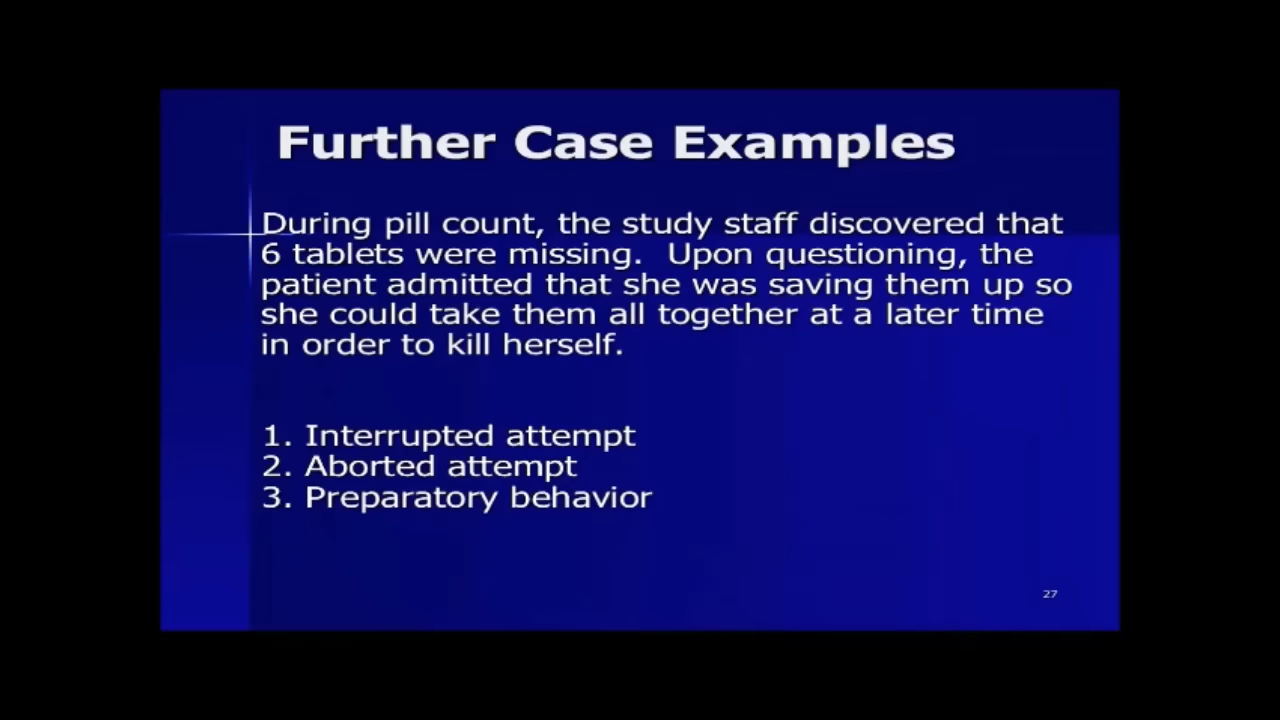 Further Case Examples
During pill count, the study staff discovered that
6 tablets were missing.  Upon questioning, the
patient admitted that she was saving them up so
she could take them all together at a later time
in order to kill herself.
1. Interrupted attempt
2. Aborted attempt
3. Preparatory behavior
27